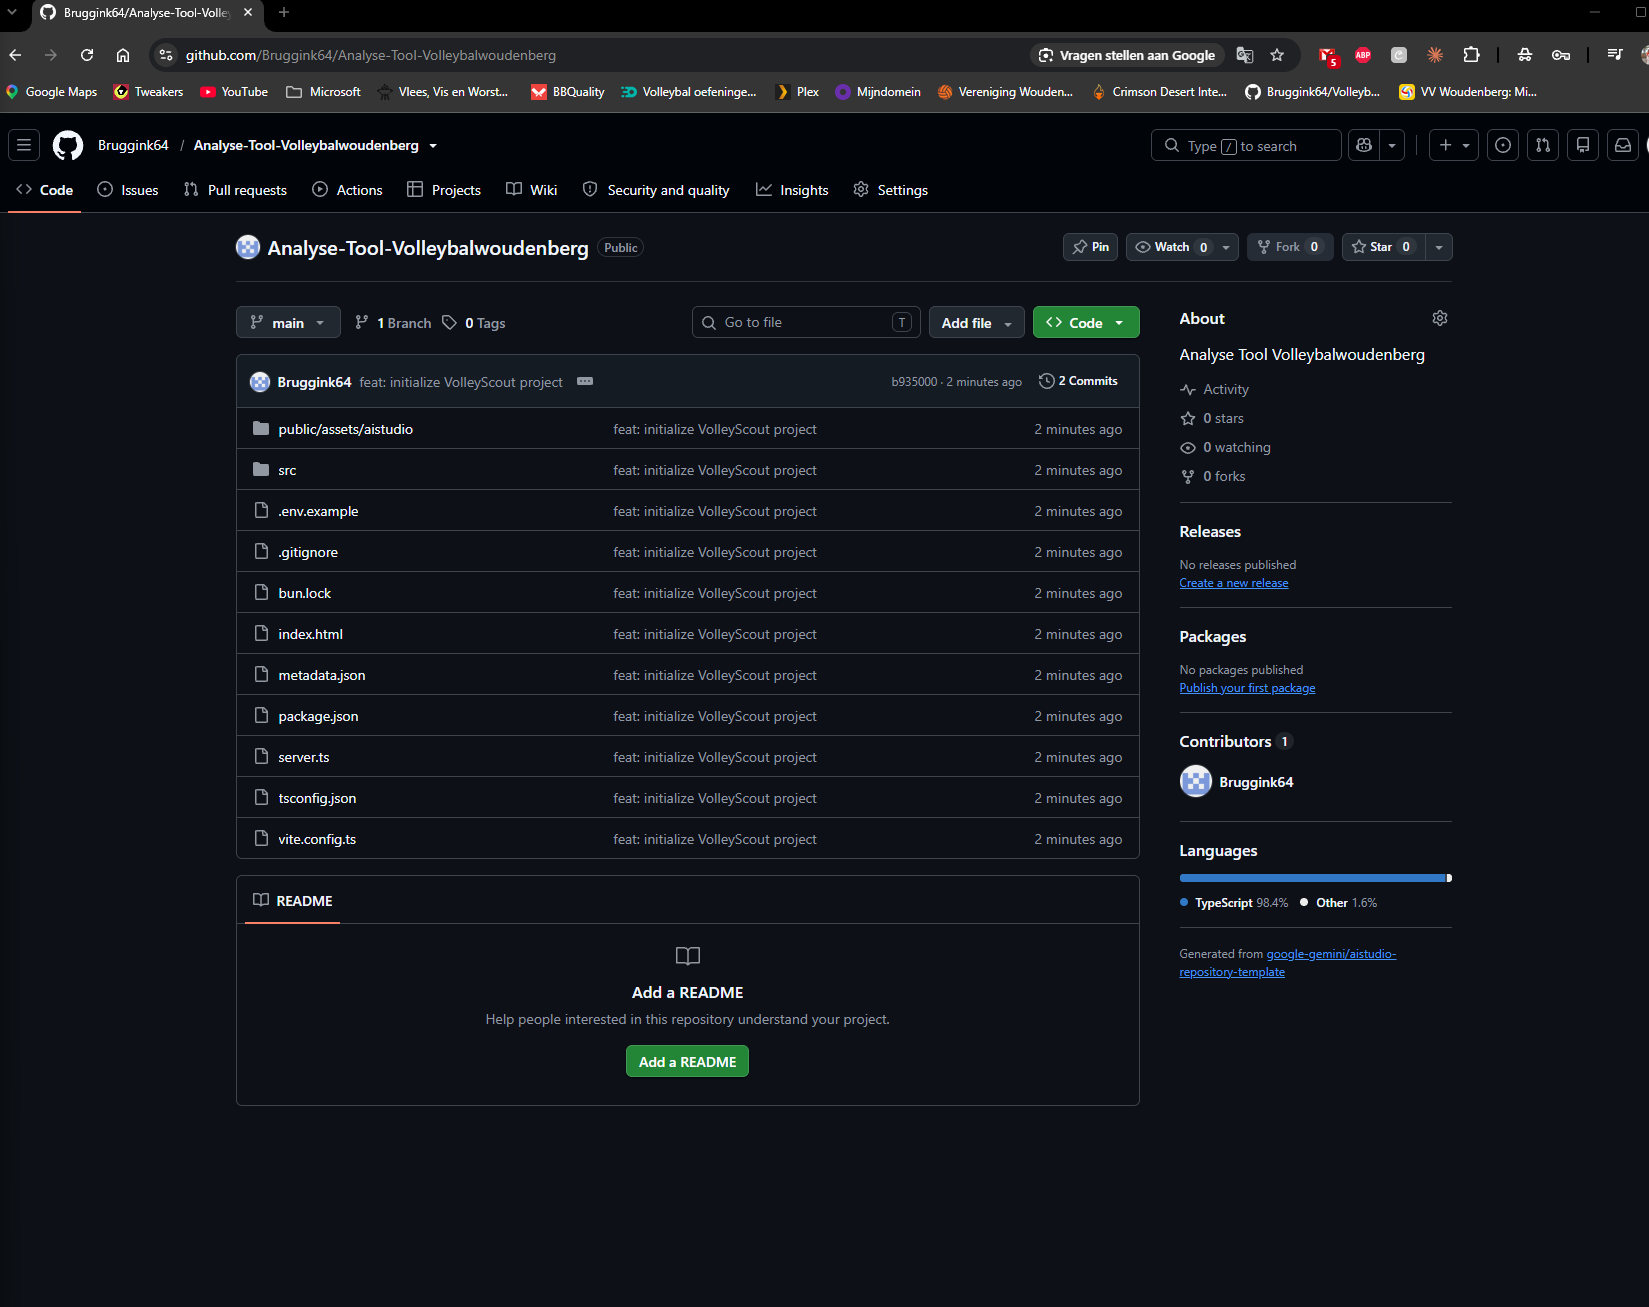 Bruggink64/Analyse-Tool-Volle
github.com/Bruggink64/Analyse-Tool-Volleybalwoudenberg
Vragen stellen aan Google
5
ABP
Google Maps
Tweakers
YouTube
Microsoft
Vlees, Vis en Worst...
BBQuality
Volleybal oefeninge...
Plex
Mijndomein
Vereniging Wouden...
Crimson Desert Inte...
Bruggink64/Volleyb...
VV Woudenberg: Mi...
Bruggink64 / Analyse-Tool-Volleybalwoudenberg
Type / to search
Code
Issues
Pull requests
Actions
Projects
Wiki
Security and quality
Insights
Settings
Analyse-Tool-Volleybalwoudenberg Public
Pin
Watch 0
Fork 0
Star 0
main
1 Branch
0 Tags
Go to file T
Add file
Code
Bruggink64 feat: initialize VolleyScout project b935000 · 2 minutes ago 2 Commits
public/assets/aistudio feat: initialize VolleyScout project 2 minutes ago
src feat: initialize VolleyScout project 2 minutes ago
.env.example feat: initialize VolleyScout project 2 minutes ago
.gitignore feat: initialize VolleyScout project 2 minutes ago
bun.lock feat: initialize VolleyScout project 2 minutes ago
index.html feat: initialize VolleyScout project 2 minutes ago
metadata.json feat: initialize VolleyScout project 2 minutes ago
package.json feat: initialize VolleyScout project 2 minutes ago
server.ts feat: initialize VolleyScout project 2 minutes ago
tsconfig.json feat: initialize VolleyScout project 2 minutes ago
vite.config.ts feat: initialize VolleyScout project 2 minutes ago
README
Add a README
Help people interested in this repository understand your project.
Add a README
About
Analyse Tool Volleybalwoudenberg
Activity
0 stars
0 watching
0 forks
Releases
No releases published
Create a new release
Packages
No packages published
Publish your first package
Contributors 1
Bruggink64
Languages
TypeScript 98.4% Other 1.6%
Generated from google-gemini/aistudio-
repository-template